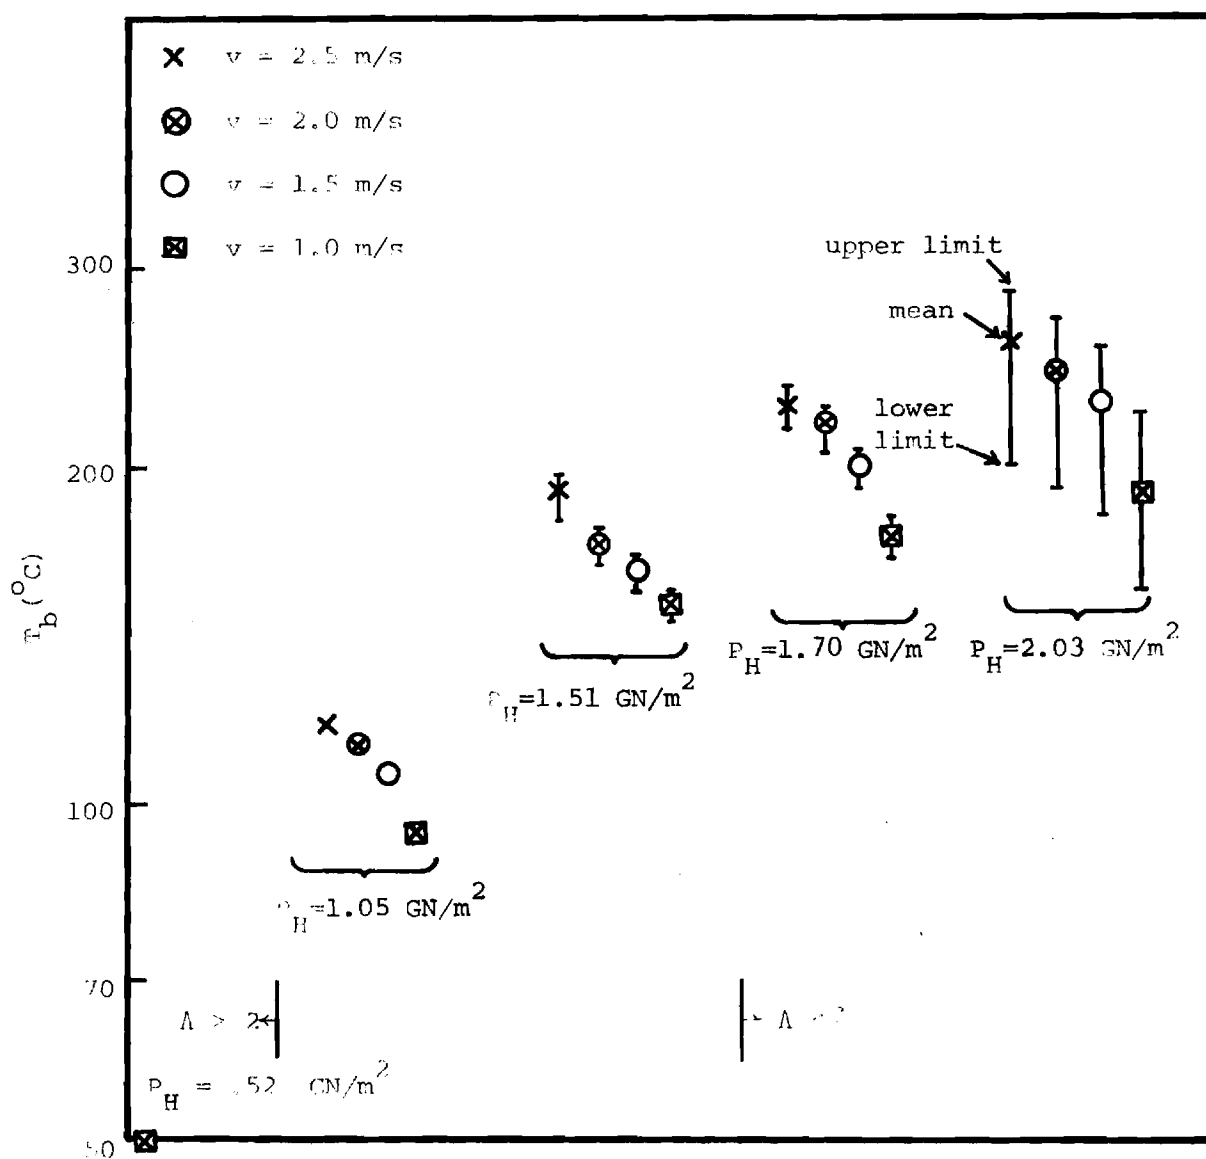 v = 2.5 m/s
v = 2.0 m/s
v = 1.5 m/s
v = 1.0 m/s
300
200
100
70
50
T_b(°C)
upper limit
mean
lower
limit
P_H=1.70 GN/m²
P_H=2.03 GN/m²
P_H=1.51 GN/m²
P_H=1.05 GN/m²
Λ > 2
Λ <
P_H = .52 GN/m²